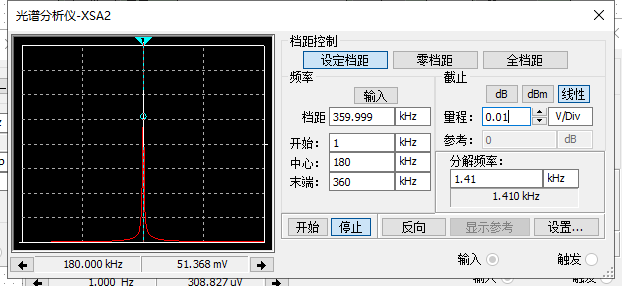 光谱分析仪-XSA2
档距控制
设定档距 零档距 全档距
频率
输入
档距 359.999 kHz
开始: 1 kHz
中心: 180 kHz
末端: 360 kHz
截止
dB dBm 线性
量程: 0.01 V/Div
参考: 0 dB
分解频率:
1.41 kHz
1.410 kHz
开始 停止 反向 显示参考 设置...
180.000 kHz 51.368 mV
输入 触发
1.000 Hz 308.827 uV